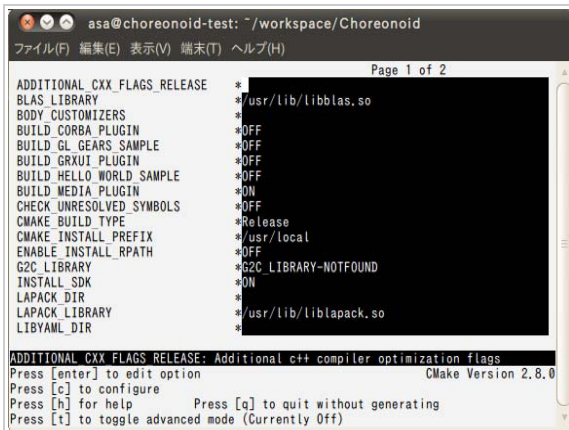 asa@choreonoid-test: ~/workspace/Choreonoid
ファイル(F) 編集(E) 表示(V) 端末(T) ヘルプ(H)
Page 1 of 2
ADDITIONAL_CXX_FLAGS_RELEASE *
BLAS_LIBRARY */usr/lib/libblas.so
BODY_CUSTOMIZERS *
BUILD_CORBA_PLUGIN *OFF
BUILD_GL_GEARS_SAMPLE *OFF
BUILD_GRXUI_PLUGIN *OFF
BUILD_HELLO_WORLD_SAMPLE *OFF
BUILD_MEDIA_PLUGIN *ON
CHECK_UNRESOLVED_SYMBOLS *OFF
CMAKE_BUILD_TYPE *Release
CMAKE_INSTALL_PREFIX */usr/local
ENABLE_INSTALL_RPATH *OFF
G2C_LIBRARY *G2C_LIBRARY-NOTFOUND
INSTALL_SDK *ON
LAPACK_DIR *
LAPACK_LIBRARY */usr/lib/liblapack.so
LIBYAML_DIR *
ADDITIONAL_CXX_FLAGS_RELEASE: Additional c++ compiler optimization flags
Press [enter] to edit option CMake Version 2.8.0
Press [c] to configure
Press [h] for help Press [q] to quit without generating
Press [t] to toggle advanced mode (Currently Off)